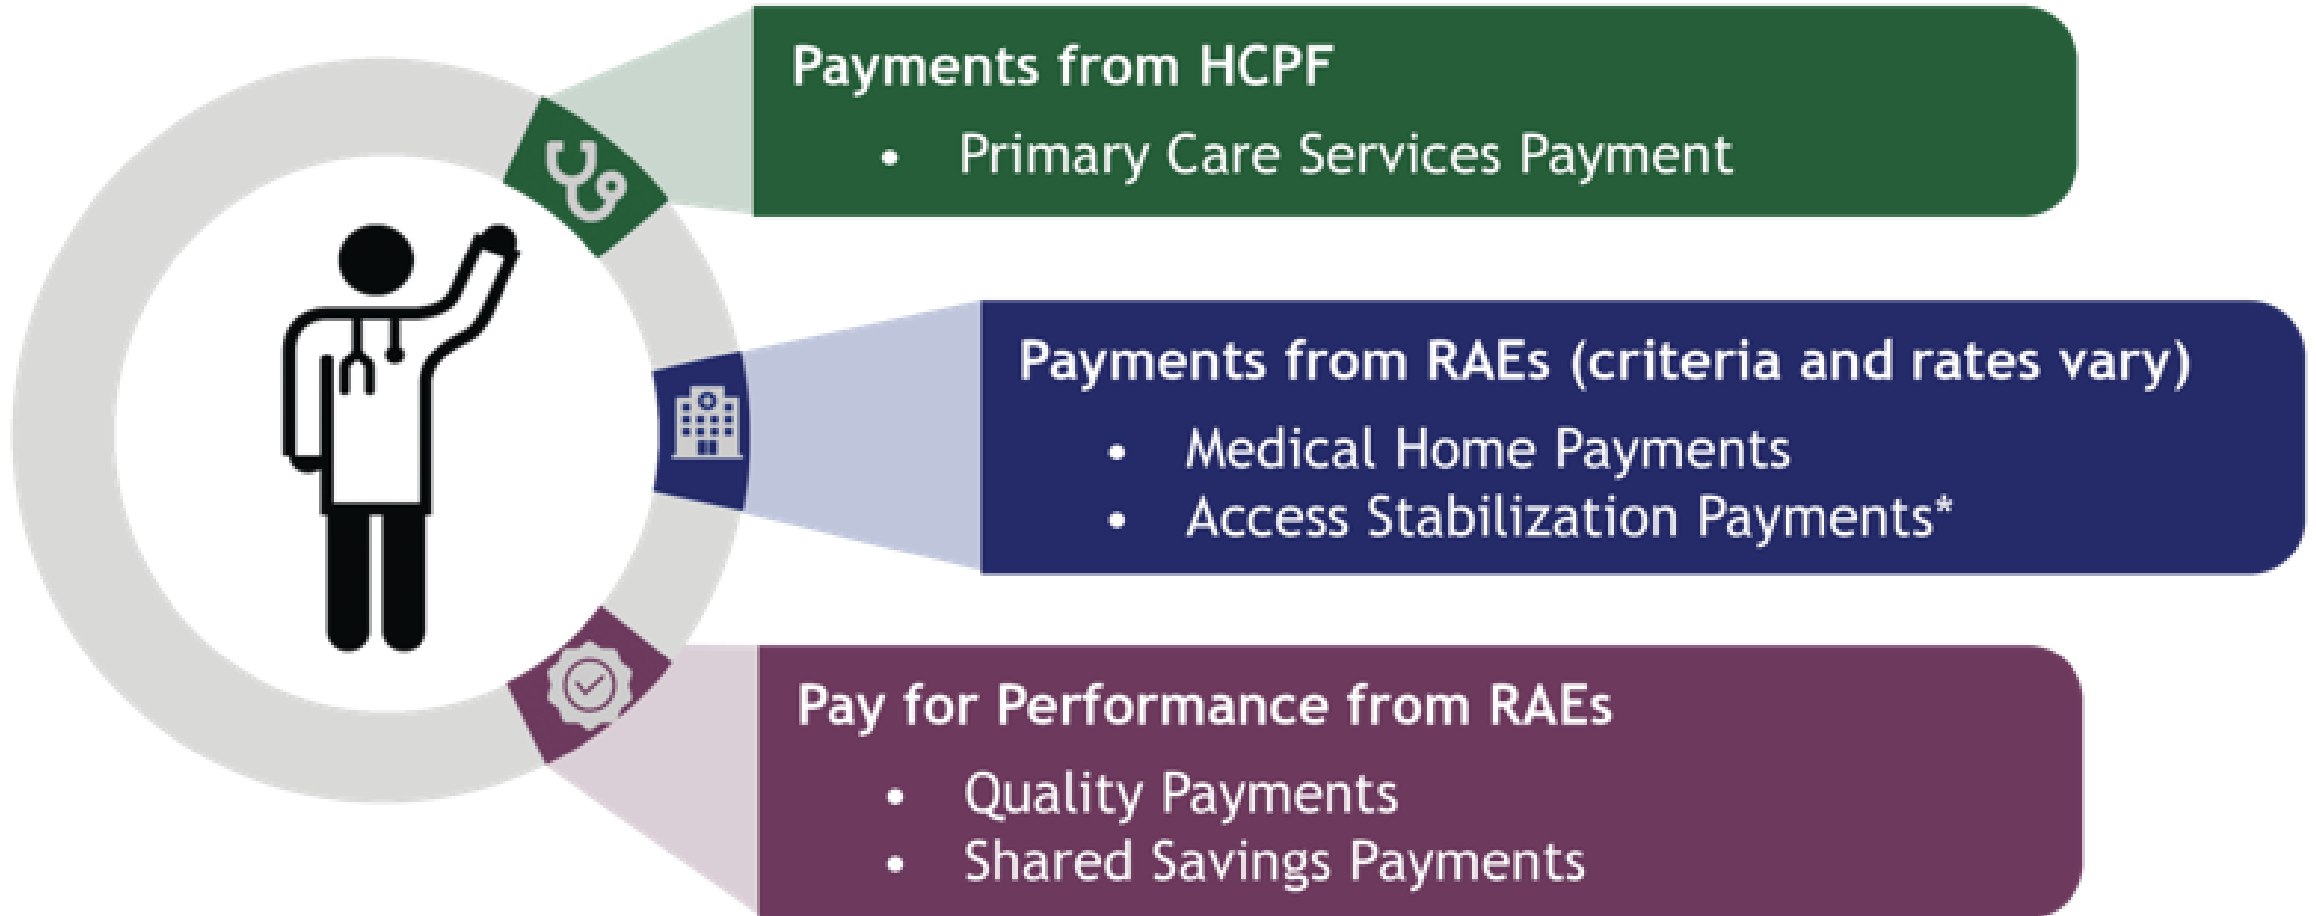 Payments from HCPF
• Primary Care Services Payment
Payments from RAEs (criteria and rates vary)
• Medical Home Payments
• Access Stabilization Payments*
Pay for Performance from RAEs
• Quality Payments
• Shared Savings Payments